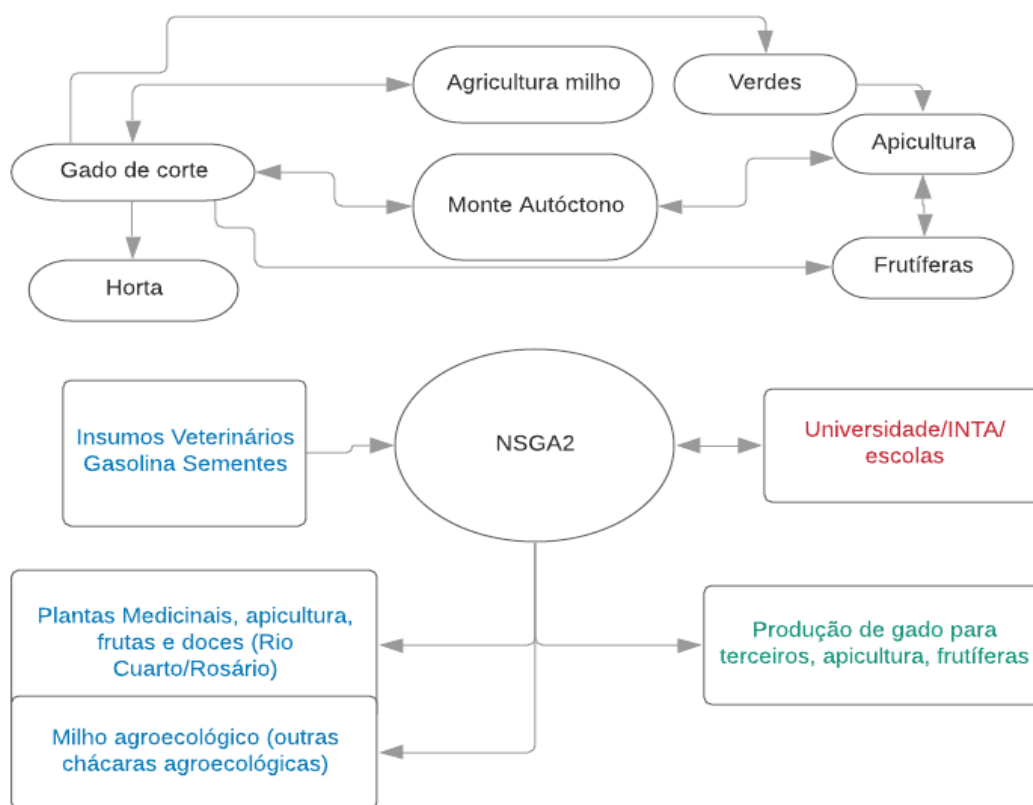 Agricultura milho
Verdes
Apicultura
Gado de corte
Monte Autóctono
Horta
Frutíferas
Insumos Veterinários
Gasolina Sementes
NSGA2
Universidade/INTA/
escolas
Plantas Medicinais, apicultura,
frutas e doces (Rio
Cuarto/Rosário)
Produção de gado para
terceiros, apicultura, frutíferas
Milho agroecológico (outras
chácaras agroecológicas)